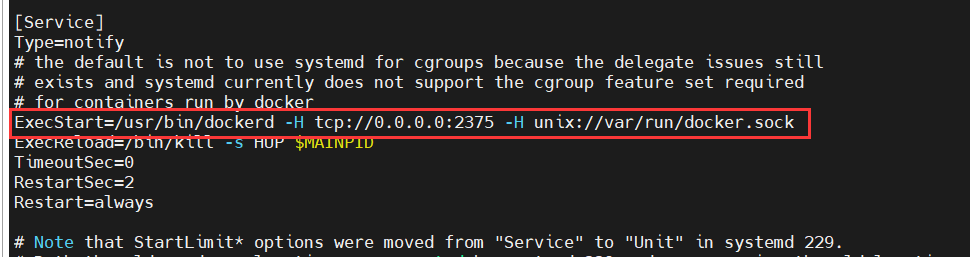 [Service]
Type=notify
# the default is not to use systemd for cgroups because the delegate issues still
# exists and systemd currently does not support the cgroup feature set required
# for containers run by docker
ExecStart=/usr/bin/dockerd -H tcp://0.0.0.0:2375 -H unix://var/run/docker.sock
ExecReload=/bin/kill -s HUP $MAINPID
TimeoutSec=0
RestartSec=2
Restart=always
# Note that StartLimit* options were moved from "Service" to "Unit" in systemd 229.